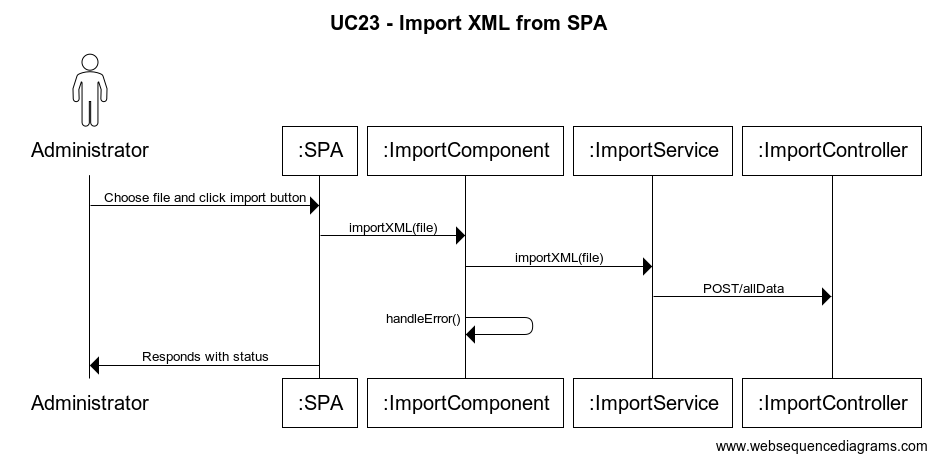 UC23 - Import XML from SPA
Administrator
:SPA
:ImportComponent
:ImportService
:ImportController
Choose file and click import button
importXML(file)
importXML(file)
POST/allData
handleError()
Responds with status
Administrator
:SPA
:ImportComponent
:ImportService
:ImportController
www.websequencediagrams.com